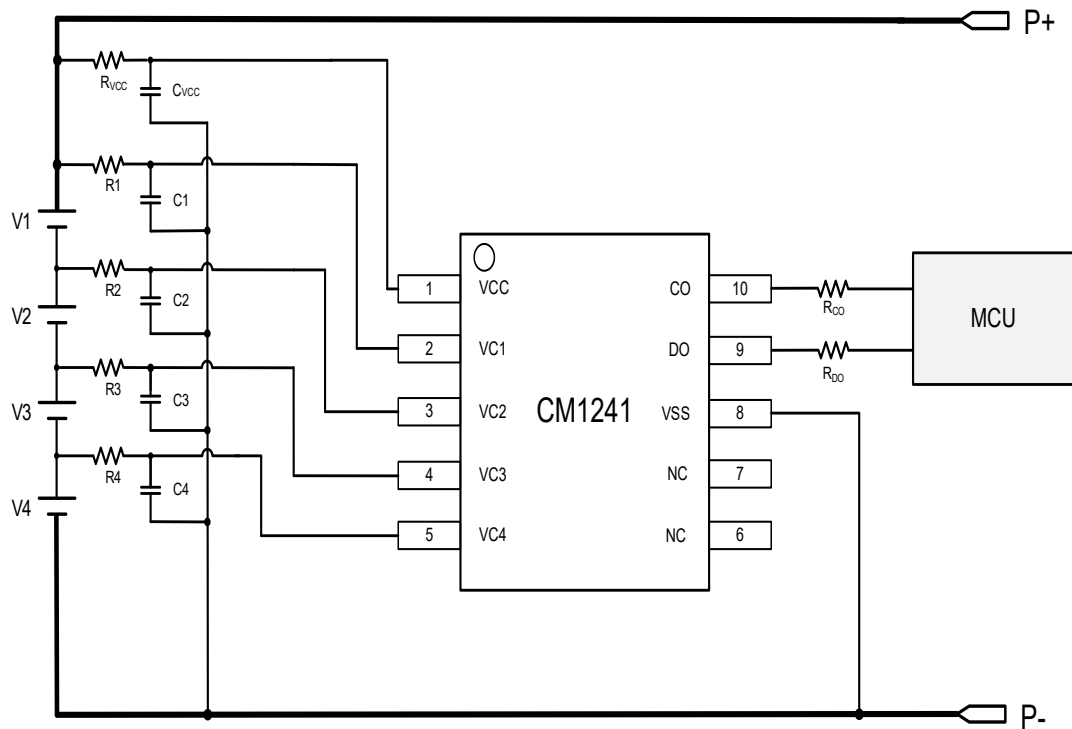 P+
RVCC
CVCC
R1
C1
V1
R2
C2
V2
R3
C3
V3
R4
C4
V4
1 VCC
2 VC1
3 VC2
4 VC3
5 VC4
CM1241
CO 10
DO 9
VSS 8
NC 7
NC 6
RCO
RDO
MCU
P-